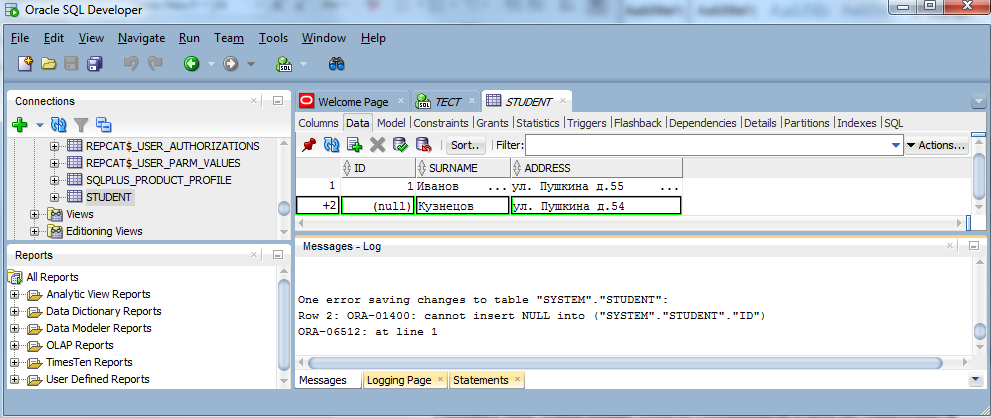 Oracle SQL Developer
File Edit View Navigate Run Team Tools Window Help
Connections
REPCAT$_USER_AUTHORIZATIONS
REPCAT$_USER_PARM_VALUES
SQLPLUS_PRODUCT_PROFILE
STUDENT
Views
Editioning Views
Reports
All Reports
Analytic View Reports
Data Dictionary Reports
Data Modeler Reports
OLAP Reports
TimesTen Reports
User Defined Reports
Welcome Page TECT STUDENT
Columns Data Model Constraints Grants Statistics Triggers Flashback Dependencies Details Partitions Indexes SQL
Sort.. Filter: Actions...
ID SURNAME ADDRESS
1 1 Иванов ... ул. Пушкина д.55 ...
+2 (null) Кузнецов ул. Пушкина д.54
Messages - Log
One error saving changes to table "SYSTEM"."STUDENT":
Row 2: ORA-01400: cannot insert NULL into ("SYSTEM"."STUDENT"."ID")
ORA-06512: at line 1
Messages Logging Page Statements